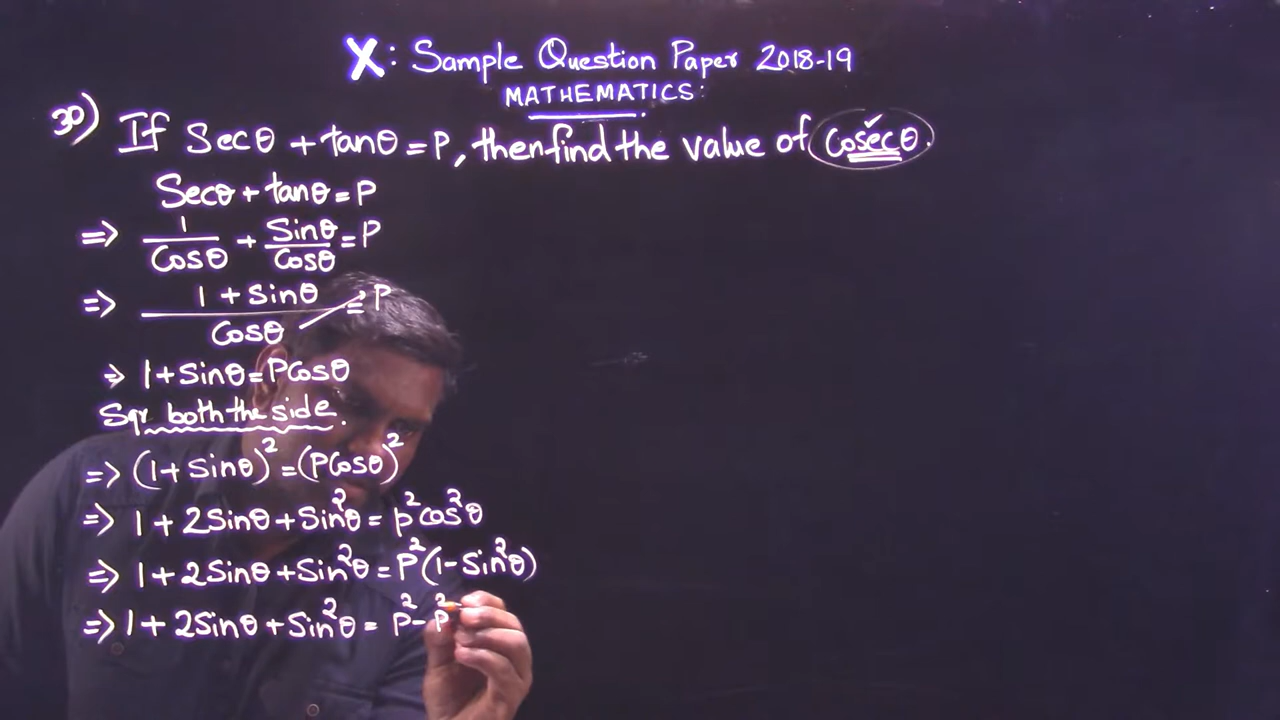 X: Sample Question Paper 2018-19
MATHEMATICS:
30) If Secθ + tanθ = P, then find the value of Cosecθ.
Secθ + tanθ = P
=> 1/Cosθ + Sinθ/Cosθ = P
=> (1 + Sinθ)/Cosθ = P
=> 1 + Sinθ = PCosθ
Sqr both the side.
=> (1 + Sinθ)² = (PCosθ)²
=> 1 + 2Sinθ + Sin²θ = P²cos²θ
=> 1 + 2Sinθ + Sin²θ = P²(1 - Sin²θ)
=> 1 + 2Sinθ + Sin²θ = P² - P²